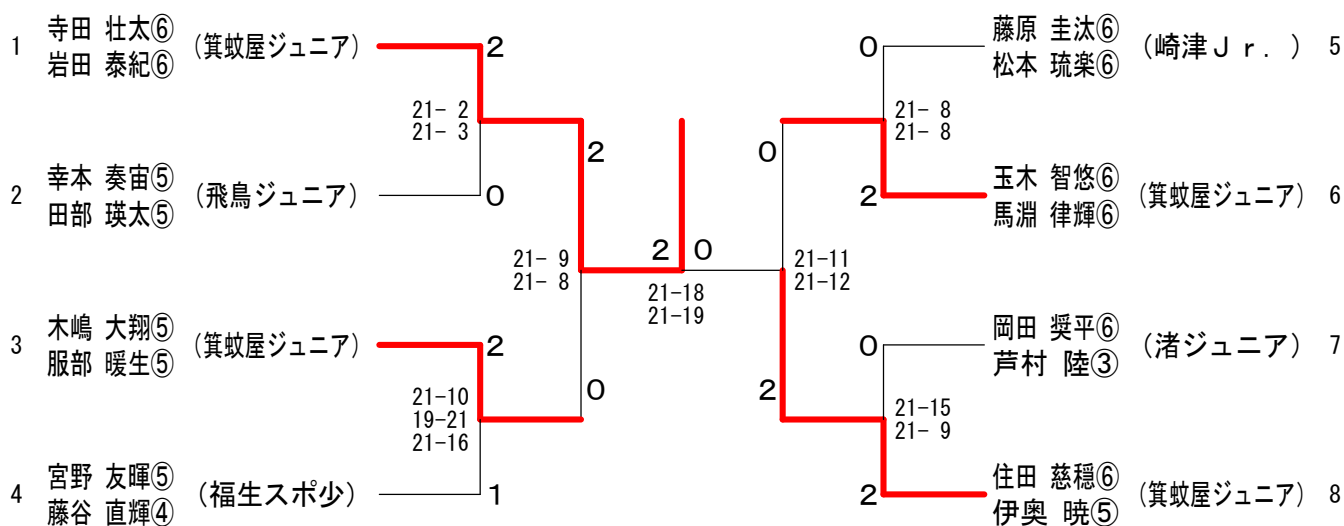 1 寺田 壮太⑥ (箕蚊屋ジュニア)
岩田 泰紀⑥
2
21- 2
21- 3
2 幸本 奏宙⑤ (飛鳥ジュニア)
田部 瑛太⑤
0
2
21- 9
21- 8
3 木嶋 大翔⑤ (箕蚊屋ジュニア)
服部 暖生⑤
2
0
21-10
19-21
21-16
4 宮野 友暉⑤ (福生スポ少)
藤谷 直輝④
1
2 0
21-18
21-19
藤原 圭汰⑥ (崎津Jr.) 5
松本 琉楽⑥
0
21- 8
21- 8
玉木 智悠⑥ (箕蚊屋ジュニア) 6
馬淵 律輝⑥
2
0
21-11
21-12
岡田 奨平⑥ (渚ジュニア) 7
芦村 陸③
0
2
21-15
21- 9
住田 慈穏⑥ (箕蚊屋ジュニア) 8
伊奥 暁⑤
2